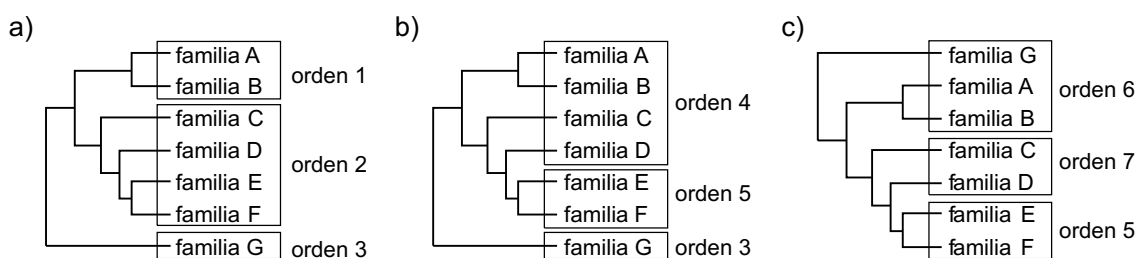 a)
familia A
familia B
orden 1
familia C
familia D
familia E
familia F
orden 2
familia G
orden 3
b)
familia A
familia B
familia C
familia D
orden 4
familia E
familia F
orden 5
familia G
orden 3
c)
familia G
familia A
familia B
orden 6
familia C
familia D
orden 7
familia E
familia F
orden 5